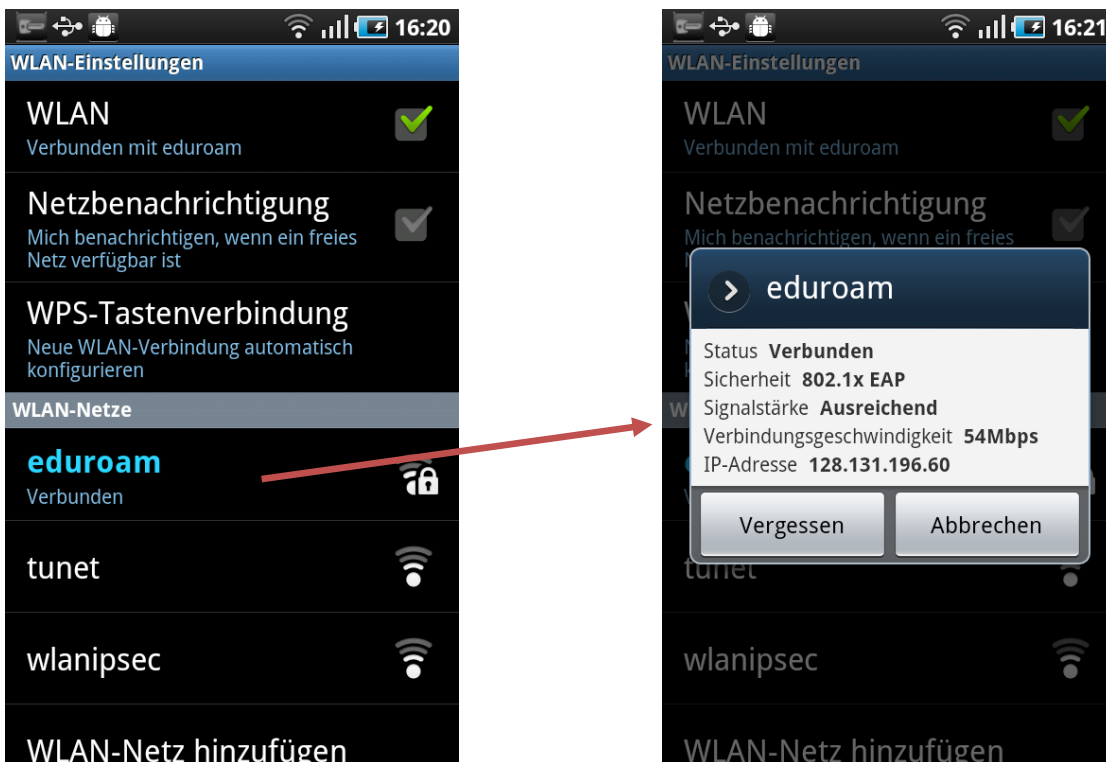 16:20
WLAN-Einstellungen
WLAN
Verbunden mit eduroam
Netzbenachrichtigung
Mich benachrichtigen, wenn ein freies
Netz verfügbar ist
WPS-Tastenverbindung
Neue WLAN-Verbindung automatisch
konfigurieren
WLAN-Netze
eduroam
Verbunden
tunet
wlanipsec
WLAN-Netz hinzufügen
16:21
WLAN-Einstellungen
WLAN
Verbunden mit eduroam
Netzbenachrichtigung
Mich benachrichtigen, wenn ein freies
eduroam
Status Verbunden
Sicherheit 802.1x EAP
Signalstärke Ausreichend
Verbindungsgeschwindigkeit 54Mbps
IP-Adresse 128.131.196.60
Vergessen
Abbrechen
tunet
wlanipsec
WLAN-Netz hinzufügen